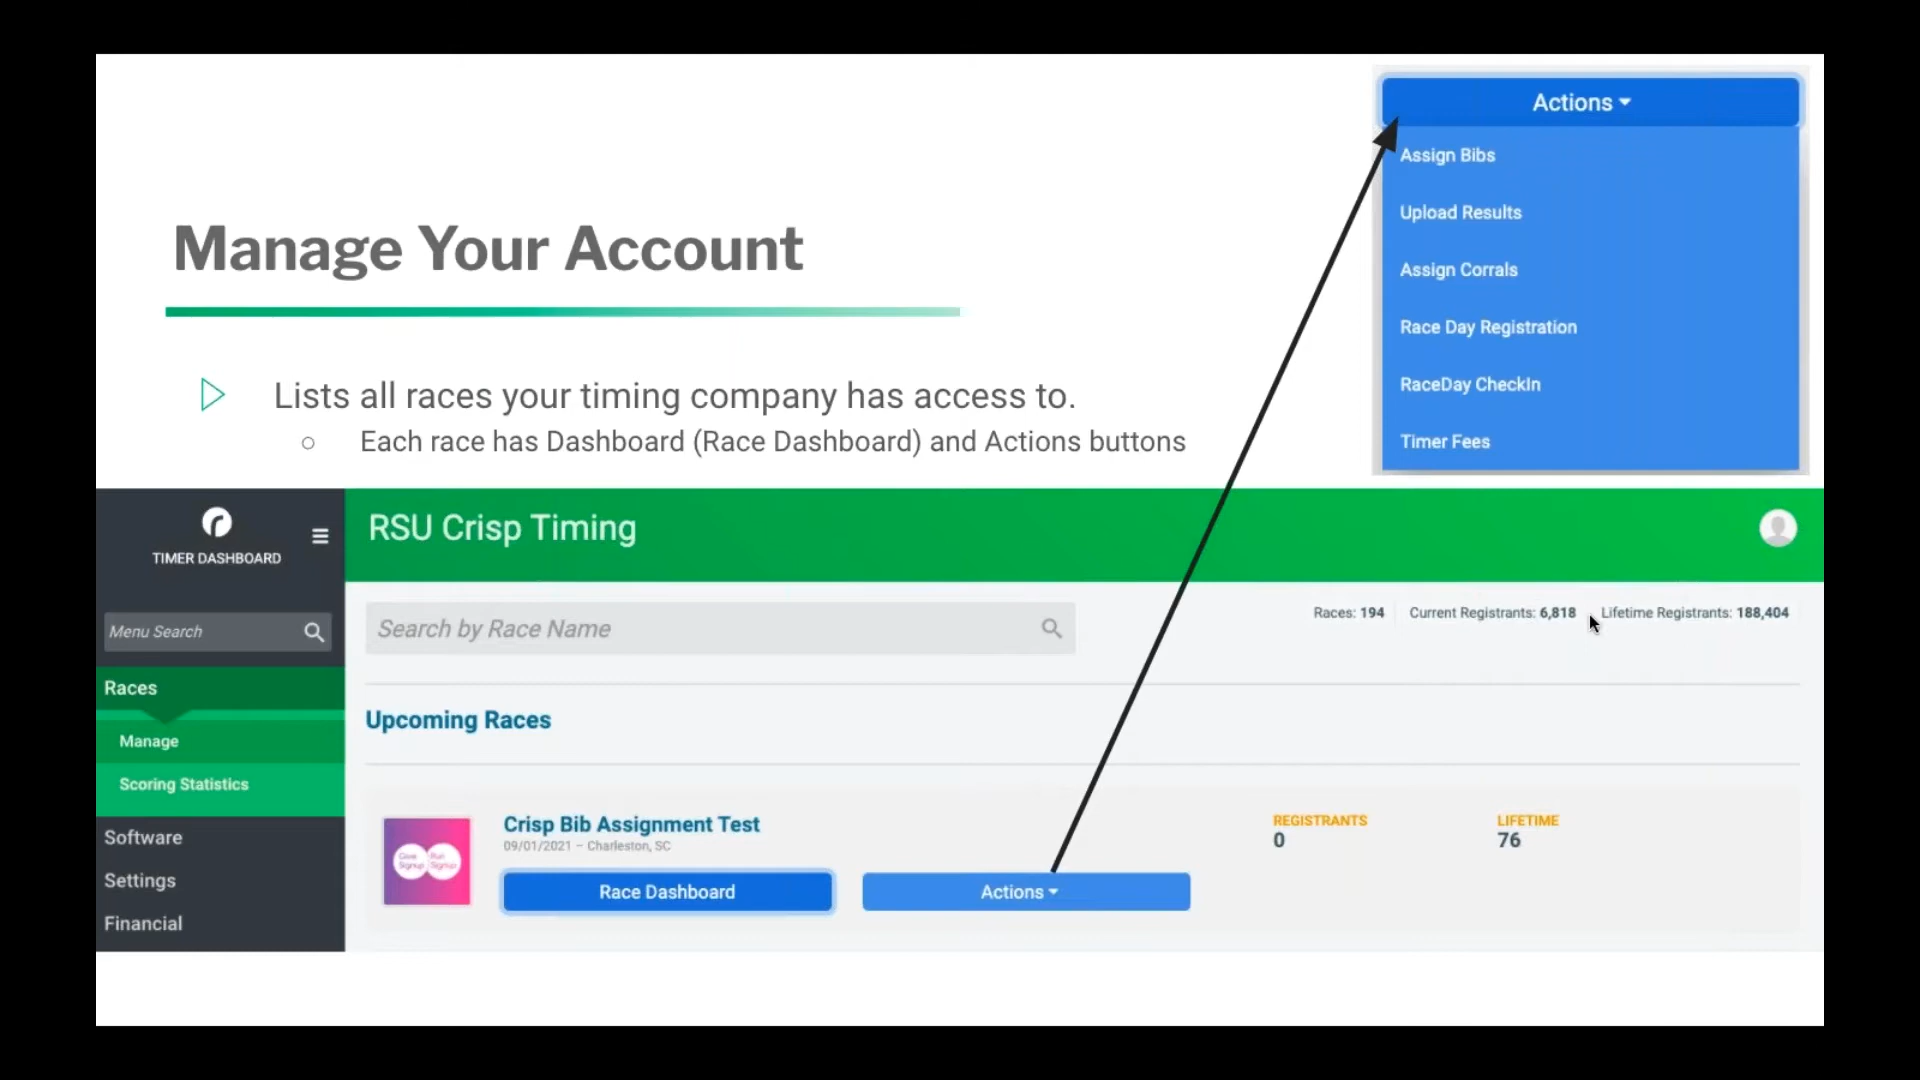 Actions
Assign Bibs
Upload Results
Assign Corrals
Race Day Registration
RaceDay CheckIn
Timer Fees
Manage Your Account
Lists all races your timing company has access to.
Each race has Dashboard (Race Dashboard) and Actions buttons
TIMER DASHBOARD
RSU Crisp Timing
Menu Search
Search by Race Name
Races: 194 Current Registrants: 6,818 Lifetime Registrants: 188,404
Races
Manage
Scoring Statistics
Software
Settings
Financial
Upcoming Races
Give Run
Signup Signup
Crisp Bib Assignment Test
09/01/2021 – Charleston, SC
REGISTRANTS
0
LIFETIME
76
Race Dashboard
Actions